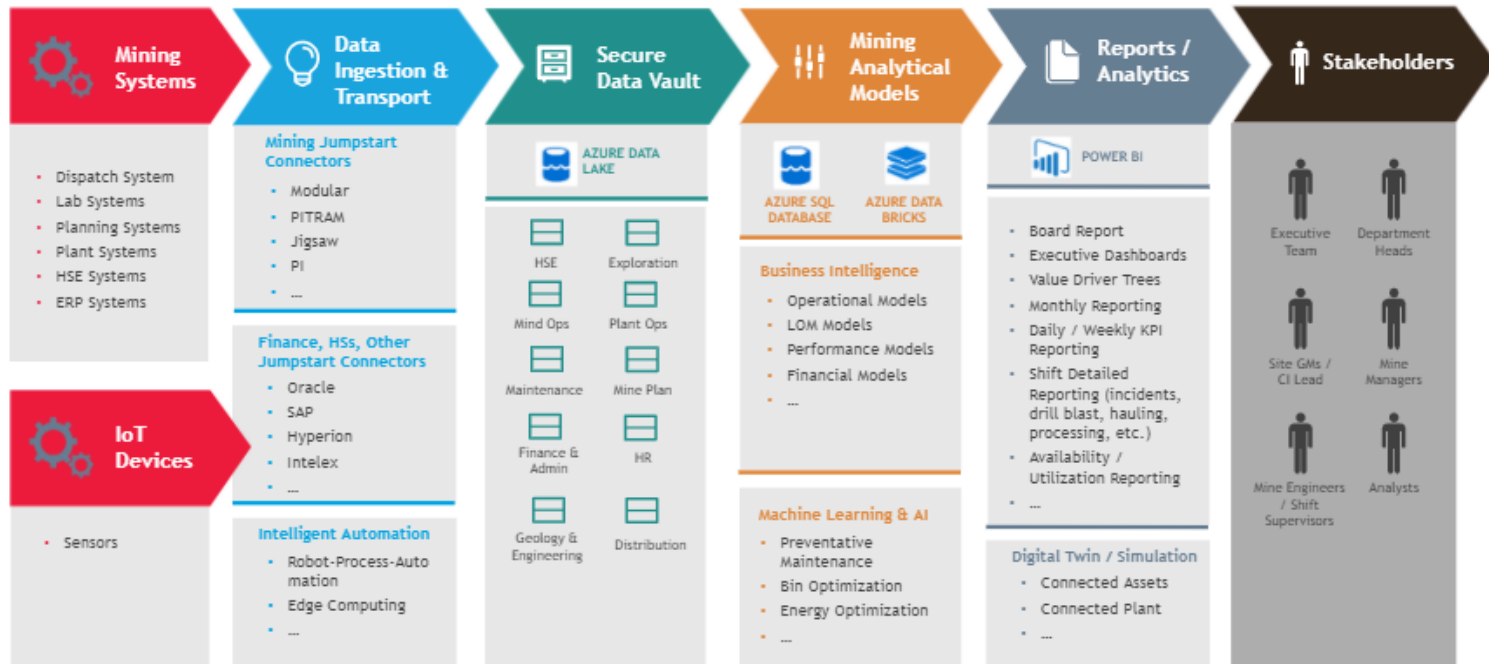 Mining
Systems
Data
Ingestion &
Transport
Secure
Data Vault
Mining
Analytical
Models
Reports /
Analytics
Stakeholders
Dispatch System
Lab Systems
Planning Systems
Plant Systems
HSE Systems
ERP Systems
IoT
Devices
Sensors
Mining Jumpstart
Connectors
Modular
PITRAM
Jigsaw
PI
...
Finance, HSs, Other
Jumpstart Connectors
Oracle
SAP
Hyperion
Intelex
...
Intelligent Automation
Robot-Process-Auto
mation
Edge Computing
...
AZURE DATA
LAKE
HSE
Exploration
Mind Ops
Plant Ops
Maintenance
Mine Plan
Finance &
Admin
HR
Geology &
Engineering
Distribution
AZURE SQL
DATABASE
AZURE DATA
BRICKS
Business Intelligence
Operational Models
LOM Models
Performance Models
Financial Models
...
Machine Learning & AI
Preventative
Maintenance
Bin Optimization
Energy Optimization
...
POWER BI
Board Report
Executive Dashboards
Value Driver Trees
Monthly Reporting
Daily / Weekly KPI
Reporting
Shift Detailed
Reporting (incidents,
drill blast, hauling,
processing, etc.)
Availability /
Utilization Reporting
...
Digital Twin / Simulation
Connected Assets
Connected Plant
...
Executive
Team
Department
Heads
Site GMs /
CI Lead
Mine
Managers
Mine Engineers
/ Shift
Supervisors
Analysts